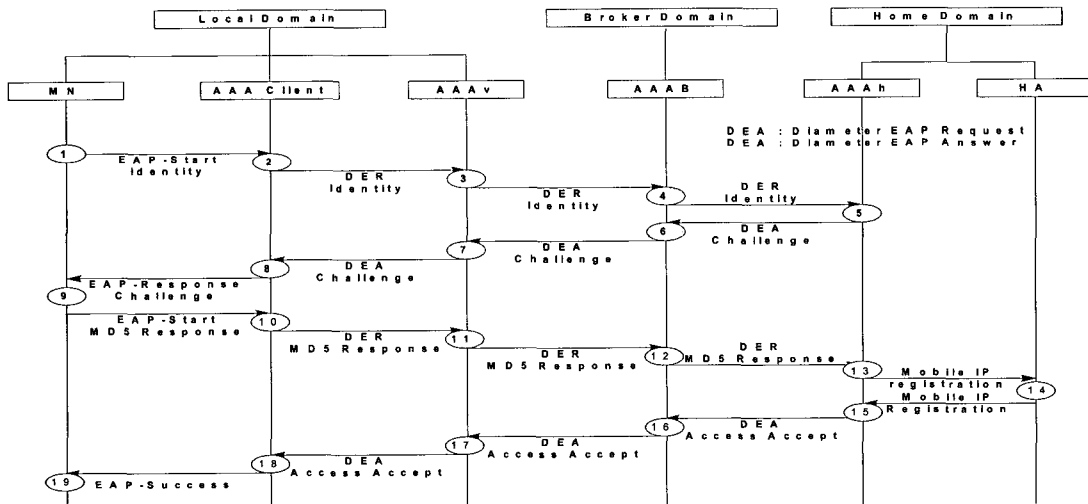 Local Domain
Broker Domain
Home Domain
MN
AAA Client
AAAv
AAAB
AAAh
HA
DEA : Diameter EAP Request
DEA : Diameter EAP Answer
1
EAP-Start
Identity
2
DER
Identity
3
DER
Identity
4
DER
Identity
5
DEA
Challenge
6
DEA
Challenge
7
DEA
Challenge
8
EAP-Response
Challenge
9
EAP-Start
MD5 Response
10
DER
MD5 Response
11
DER
MD5 Response
12
DER
MD5 Response
13
Mobile IP
registration
14
Mobile IP
Registration
15
DEA
Access Accept
16
DEA
Access Accept
17
DEA
Access Accept
18
EAP-Success
19